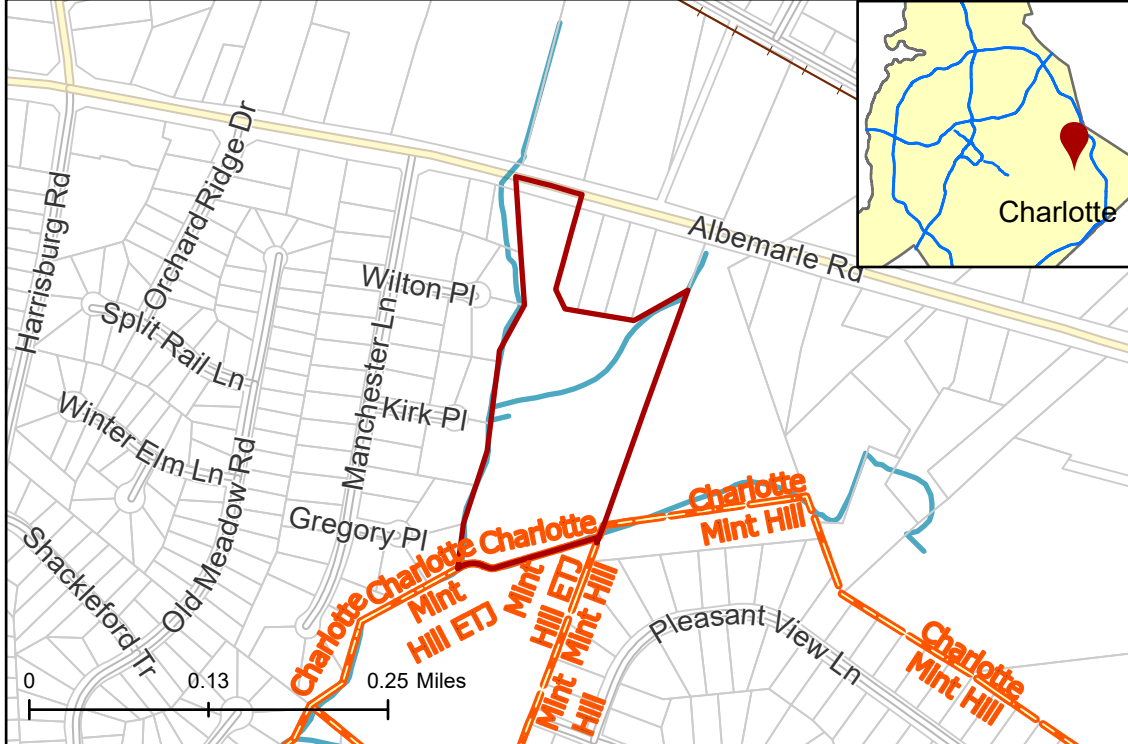 Charlotte
Albemarle Rd
Harrisburg Rd
Orchard Ridge Dr
Wilton Pl
Split Rail Ln
Manchester Ln
Kirk Pl
Winter Elm Ln
Old Meadow Rd
Gregory Pl
Shackleford Tr
Charlotte
MInt Hill
Charlotte
Charlotte
MInt
Hill ETJ
MInt
Hill ETJ
MInt Hill
Charlotte
MInt
Hill
Pleasant View Ln
Charlotte
MInt Hill
0
0.13
0.25 Miles